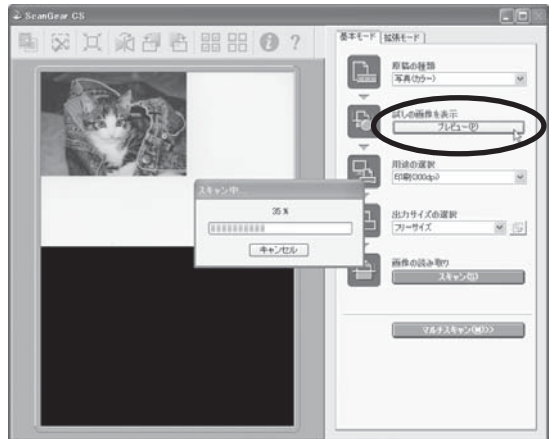 ScanGear CS
基本モード
拡張モード
原稿の種類
写真(カラー)
試しの画像を表示
プレビュー(P)
用途の選択
印刷(300dpi)
出力サイズの選択
フリーサイズ
画像の読み取り
スキャン(S)
マルチスキャン(M)>>
スキャン中...
35 %
キャンセル